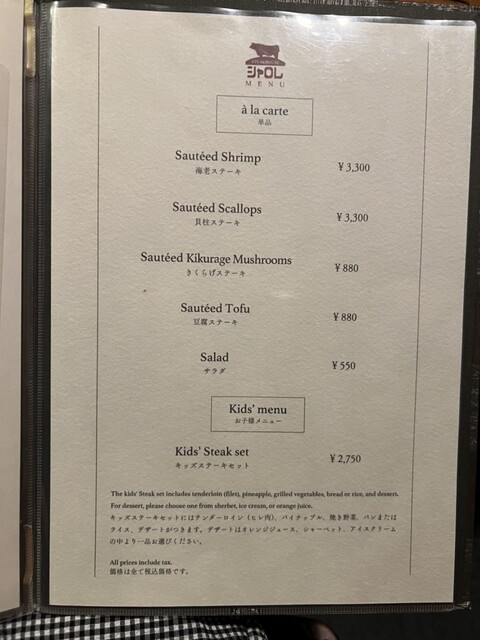 シャロレ
MENU
à la carte
単品
Sautéed Shrimp
海老ステーキ
¥ 3,300
Sautéed Scallops
貝柱ステーキ
¥ 3,300
Sautéed Kikurage Mushrooms
きくらげステーキ
¥ 880
Sautéed Tofu
豆腐ステーキ
¥ 880
Salad
サラダ
¥ 550
Kids' menu
お子様メニュー
Kids' Steak set
キッズステーキセット
¥ 2,750
The kids' Steak set includes tenderloin (filet), pineapple, grilled vegetables, bread or rice, and dessert.
For dessert, please choose one from sherbet, ice cream, or orange juice.
キッズステーキセットにはテンダーロイン（ヒレ肉）、パイナップル、焼き野菜、パンまたは
ライス、デザートがつきます。デザートはオレンジジュース、シャーベット、アイスクリーム
の中より一品お選びください。
All prices include tax.
価格は全て税込価格です。